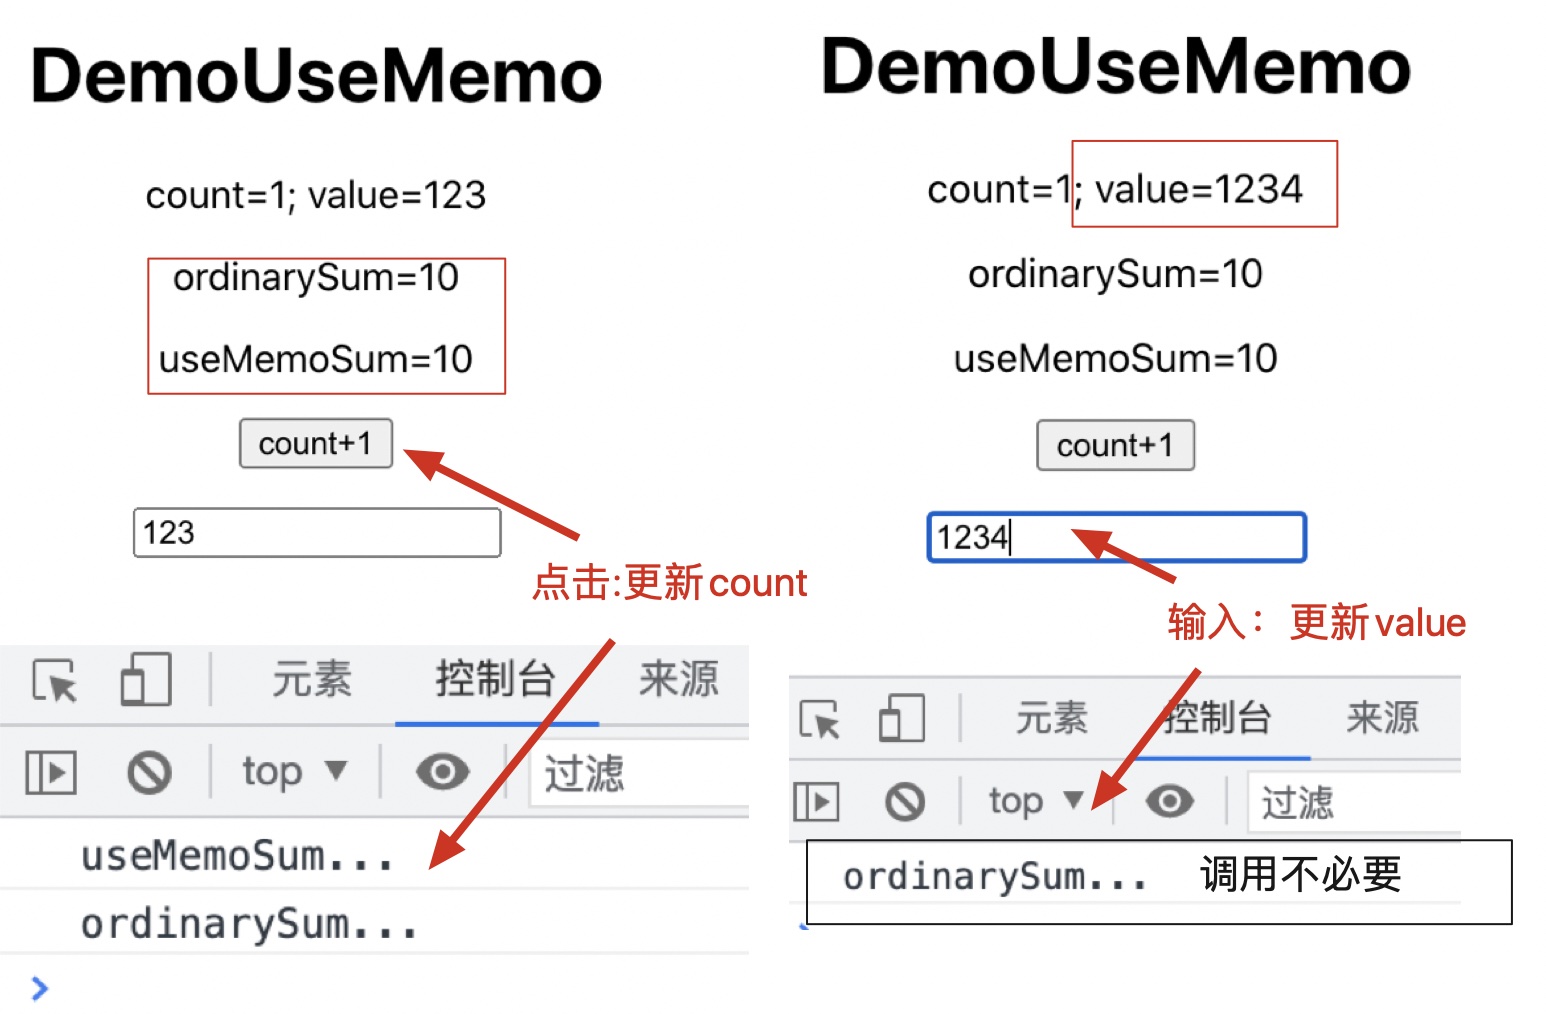 DemoUseMemo
count=1; value=123
ordinarySum=10
useMemoSum=10
count+1
123
点击:更新count
元素 控制台 来源
top ▼ 过滤
useMemoSum...
ordinarySum...
DemoUseMemo
count=1; value=1234
ordinarySum=10
useMemoSum=10
count+1
1234
输入：更新value
元素 控制台 来源
top ▼ 过滤
ordinarySum... 调用不必要